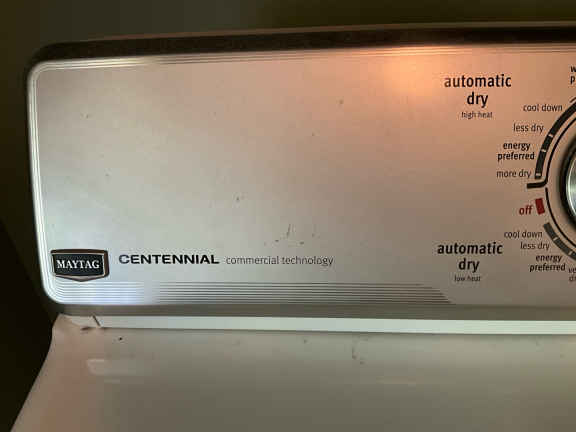 automatic
dry
high heat
cool down
less dry
energy
preferred
more dry
off
cool down
less dry
energy
preferred
automatic
dry
low heat
MAYTAG
CENTENNIAL commercial technology